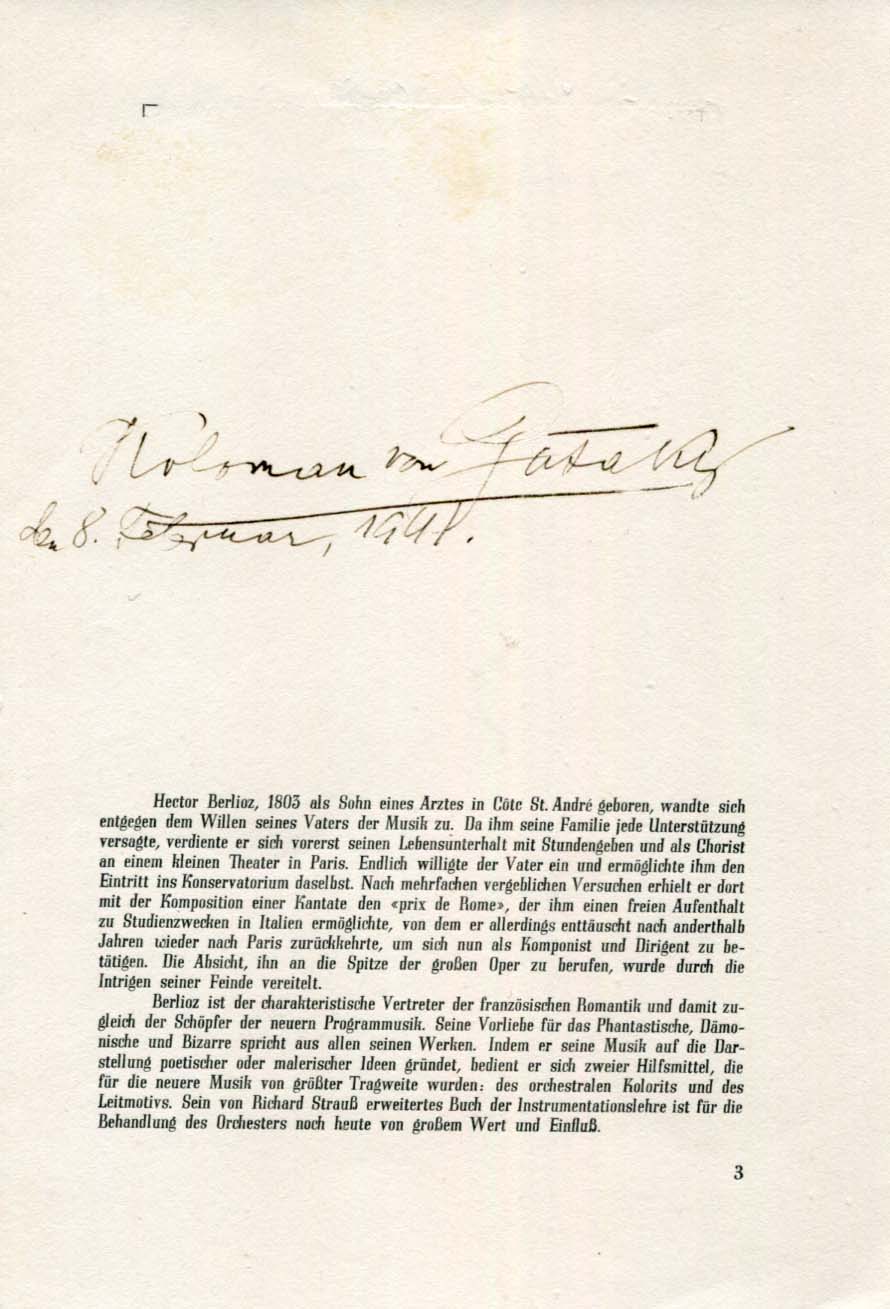 Koloman von Pataky
den 8. Februar, 1941.
Hector Berlioz, 1803 als Sohn eines Arztes in Côte St. André geboren, wandte sich
entgegen dem Willen seines Vaters der Musik zu. Da ihm seine Familie jede Unterstützung
versagte, verdiente er sich vorerst seinen Lebensunterhalt mit Stundengeben und als Chorist
an einem kleinen Theater in Paris. Endlich willigte der Vater ein und ermöglichte ihm den
Eintritt ins Konservatorium daselbst. Nach mehrfachen vergeblichen Versuchen erhielt er dort
mit der Komposition einer Kantate den «prix de Rome», der ihm einen freien Aufenthalt
zu Studienzwecken in Italien ermöglichte, von dem er allerdings enttäuscht nach anderthalb
Jahren wieder nach Paris zurückkehrte, um sich nun als Komponist und Dirigent zu be-
tätigen. Die Absicht, ihn an die Spitze der großen Oper zu berufen, wurde durch die
Intrigen seiner Feinde vereitelt.
Berlioz ist der charakteristische Vertreter der französischen Romantik und damit zu-
gleich der Schöpfer der neuern Programmusik. Seine Vorliebe für das Phantastische, Dämo-
nische und Bizarre spricht aus allen seinen Werken. Indem er seine Musik auf die Dar-
stellung poetischer oder malerischer Ideen gründet, bedient er sich zweier Hilfsmittel, die
für die neuere Musik von größter Tragweite wurden: des orchestralen Kolorits und des
Leitmotivs. Sein von Richard Strauß erweitertes Buch der Instrumentationslehre ist für die
Behandlung des Orchesters noch heute von großem Wert und Einfluß.
3